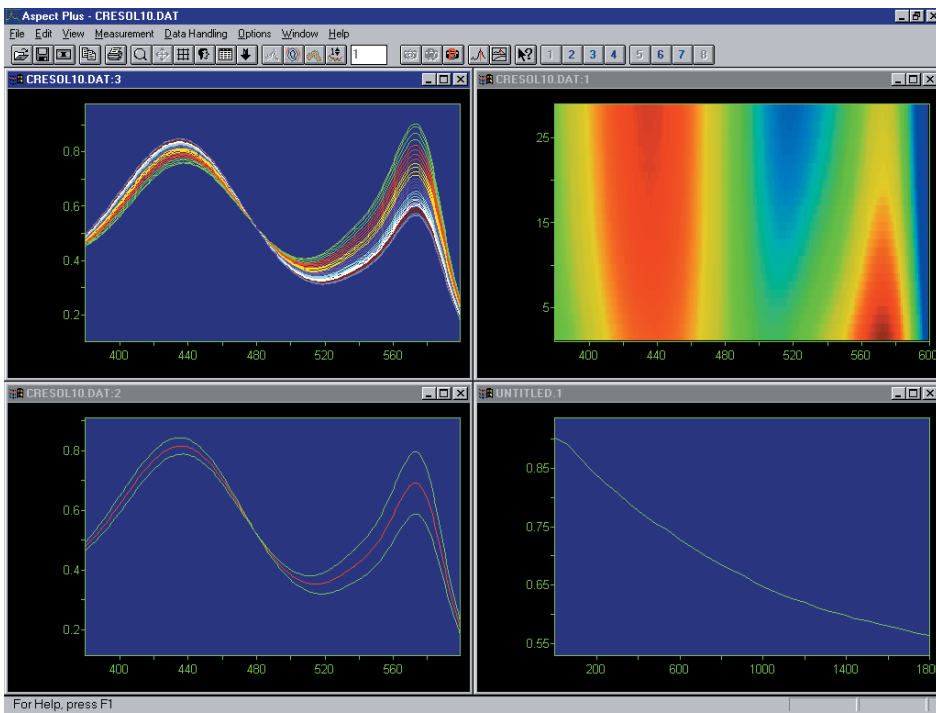 Aspect Plus - CRESOL10.DAT
File Edit View Measurement Data Handling Options Window Help
1 1 2 3 4 5 6 7 8
CRESOL10.DAT:3
0.8
0.6
0.4
0.2
400 440 480 520 560
CRESOL10.DAT:1
25
15
5
400 440 480 520 560 600
CRESOL10.DAT:2
0.8
0.6
0.4
0.2
400 440 480 520 560
UNTITLED.1
0.85
0.75
0.65
0.55
200 600 1000 1400 1800
For Help, press F1